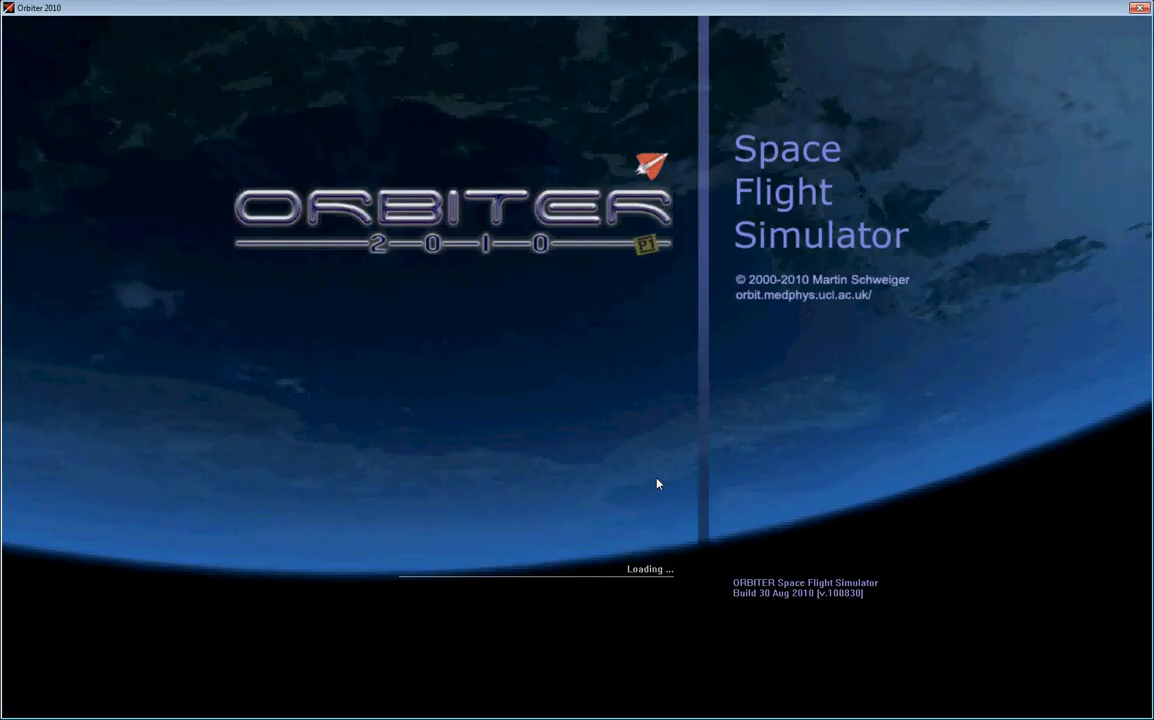 Orbiter 2010
ORBITER
2010
P1
Space
Flight
Simulator
© 2000-2010 Martin Schweiger
orbit.medphys.ucl.ac.uk/
Loading ...
ORBITER Space Flight Simulator
Build 30 Aug 2010 [v.100830]